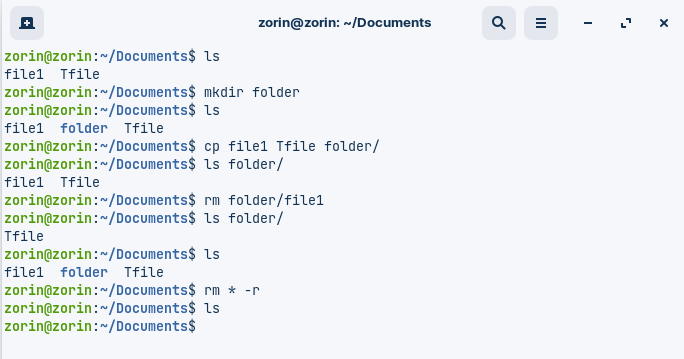 zorin@zorin: ~/Documents
zorin@zorin:~/Documents$ ls
file1  Tfile
zorin@zorin:~/Documents$ mkdir folder
zorin@zorin:~/Documents$ ls
file1  folder  Tfile
zorin@zorin:~/Documents$ cp file1 Tfile folder/
zorin@zorin:~/Documents$ ls folder/
file1  Tfile
zorin@zorin:~/Documents$ rm folder/file1
zorin@zorin:~/Documents$ ls folder/
Tfile
zorin@zorin:~/Documents$ ls
file1  folder  Tfile
zorin@zorin:~/Documents$ rm * -r
zorin@zorin:~/Documents$ ls
zorin@zorin:~/Documents$